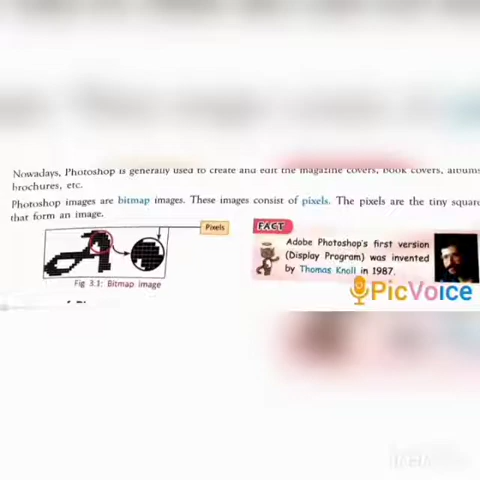 Nowadays, Photoshop is generally used to create and edit the magazine covers, book covers, albums
brochures, etc.
Photoshop images are bitmap images. These images consist of pixels. The pixels are the tiny square
that form an image.
Pixels
Fig 3.1: Bitmap image
FACT
Adobe Photoshop's first version
(Display Program) was invented
by Thomas Knoll in 1987.
PicVoice